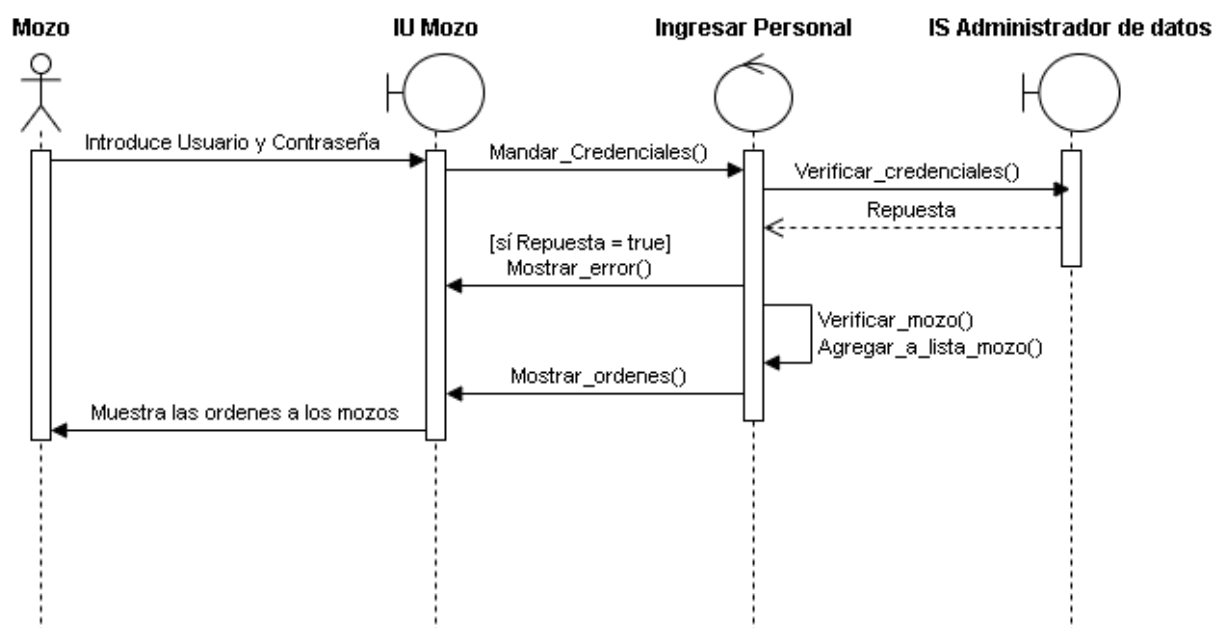 Mozo
IU Mozo
Ingresar Personal
IS Administrador de datos
Introduce Usuario y Contraseña
Mandar_Credenciales()
Verificar_credenciales()
Repuesta
[sí Repuesta = true]
Mostrar_error()
Verificar_mozo()
Agregar_a_lista_mozo()
Mostrar_ordenes()
Muestra las ordenes a los mozos